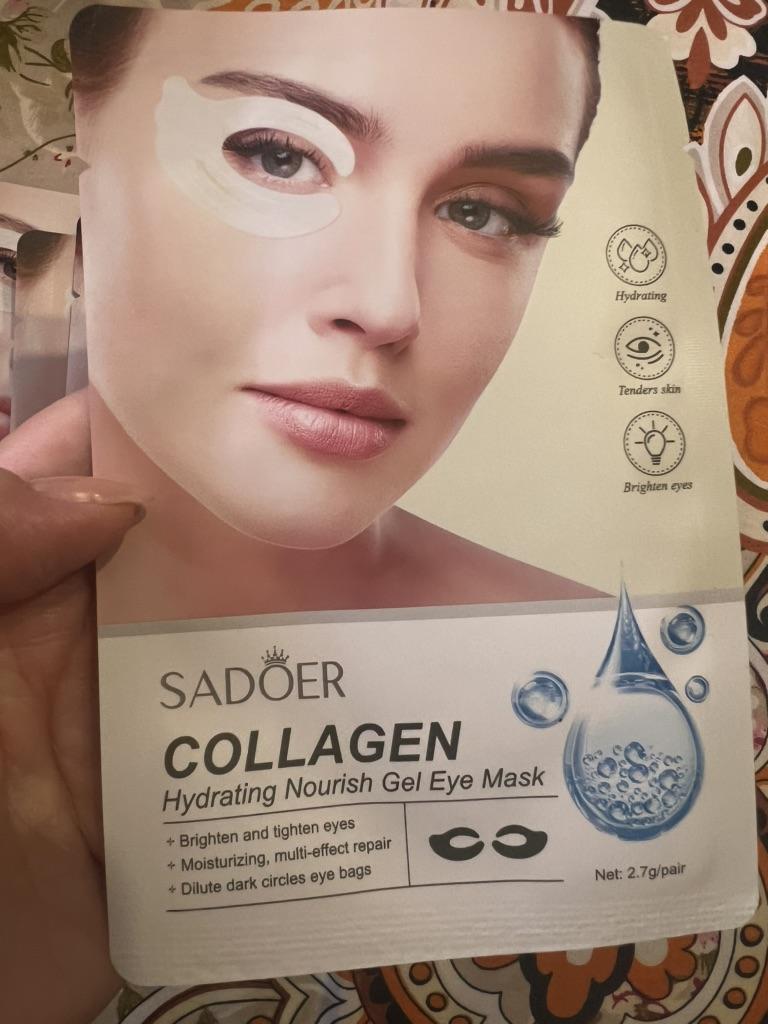 Hydrating
Tenders skin
Brighten eyes
SADOER
COLLAGEN
Hydrating Nourish Gel Eye Mask
÷ Brighten and tighten eyes
÷ Moisturizing, multi-effect repair
÷ Dilute dark circles eye bags
Net: 2.7g/pair